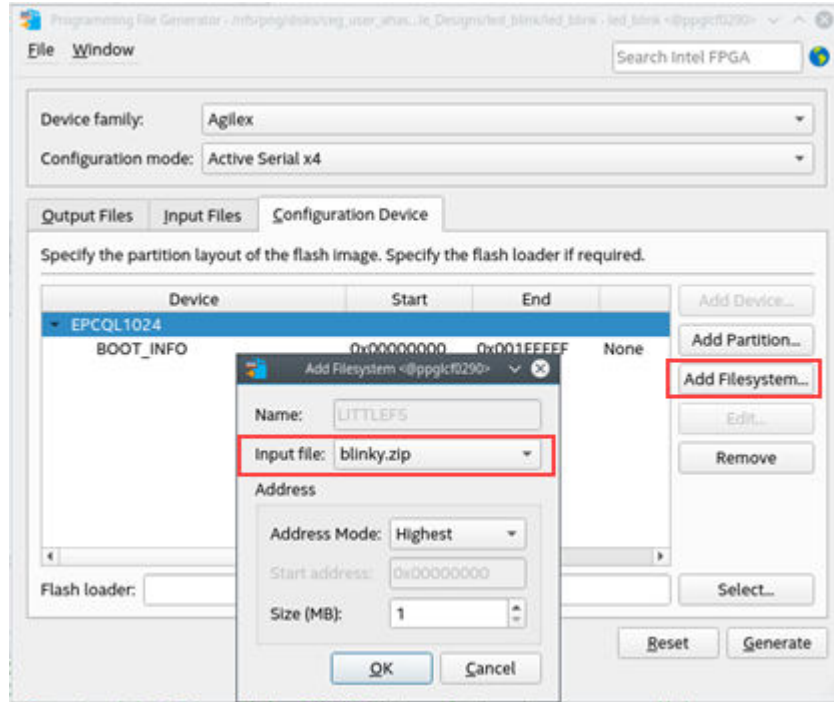 Programming File Generator - /nfs/png/disks/swg_user_ahas...le_Designs/led_blink/led_blink - led_blink <@ppglcf0290>
File Window
Search Intel FPGA
Device family: Agilex
Configuration mode: Active Serial x4
Output Files Input Files Configuration Device
Specify the partition layout of the flash image. Specify the flash loader if required.
Device Start End
Add Device...
EPCQL1024
BOOT_INFO 0x00000000 0x001FFFFF None
Add Partition...
Add Filesystem <@ppglcf0290>
Add Filesystem...
Name: LITTLEFS
Edit...
Input file: blinky.zip
Remove
Address
Address Mode: Highest
Start address: 0x00000000
Flash loader:
Select...
Size (MB): 1
Reset Generate
OK Cancel